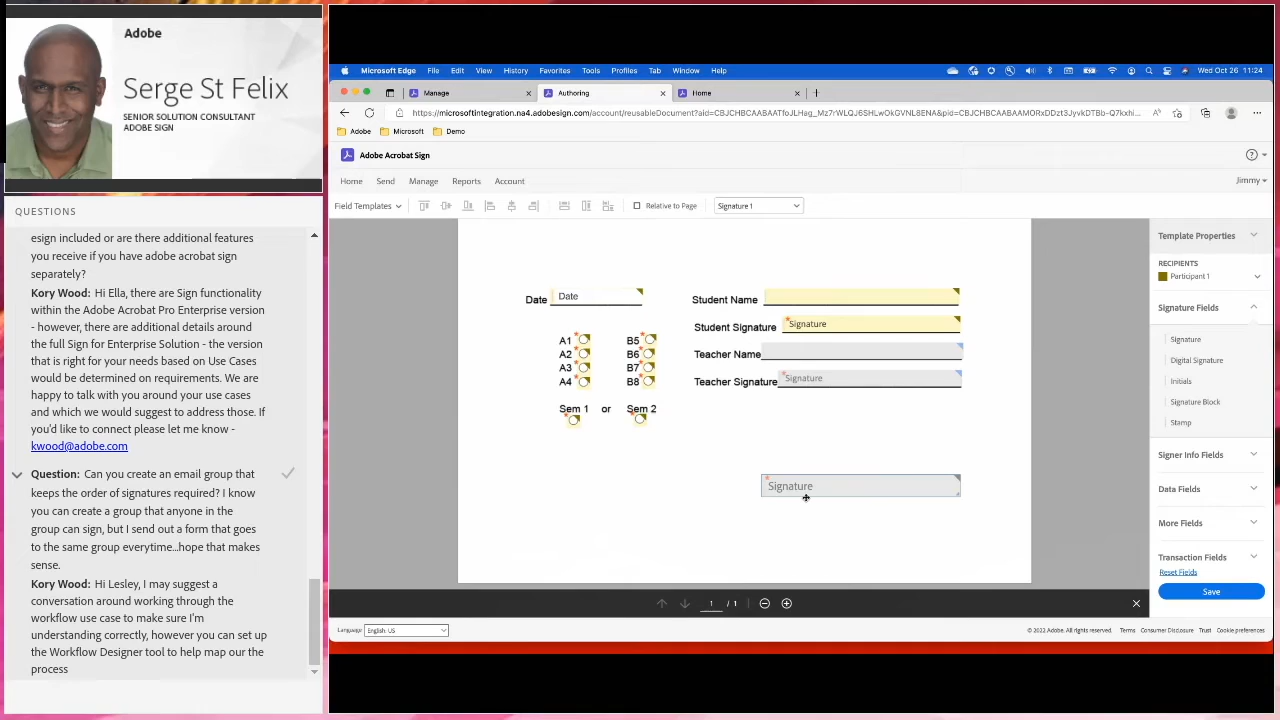 Adobe
Serge St Felix
SENIOR SOLUTION CONSULTANT
ADOBE SIGN
QUESTIONS
esign included or are there additional features
you receive if you have adobe acrobat sign
separately?
Kory Wood: Hi Ella, there are Sign functionality
within the Adobe Acrobat Pro Enterprise version
- however, there are additional details around
the full Sign for Enterprise Solution - the version
that is right for your needs based on Use Cases
would be determined on requirements. We are
happy to talk with you around your use cases
and which we would suggest to address those. If
you'd like to connect please let me know -
kwood@adobe.com
Question: Can you create an email group that
keeps the order of signatures required? I know
you can create a group that anyone in the
group can sign, but I send out a form that goes
to the same group everytime...hope that makes
sense.
Kory Wood: Hi Lesley, I may suggest a
conversation around working through the
workflow use case to make sure I'm
understanding correctly, however you can set up
the Workflow Designer tool to help map our the
process
Microsoft Edge File Edit View History Favorites Tools Profiles Tab Window Help Wed Oct 26 11:24
Manage Authoring Home
Adobe Microsoft Demo
Adobe Acrobat Sign
Home Send Manage Reports Account Jimmy
Field Templates Relative to Page Signature 1
Date Date
A1 B5
A2 B6
A3 B7
A4 B8
Sem 1 or Sem 2
Student Name
Student Signature *Signature
Teacher Name
Teacher Signature *Signature
*Signature
Template Properties
RECIPIENTS
Participant 1
Signature Fields
Signature
Digital Signature
Initials
Signature Block
Stamp
Signer Info Fields
Data Fields
More Fields
Transaction Fields
Reset Fields
Save
1 / 1
Language English: US
© 2022 Adobe. All rights reserved. Terms Consumer Disclosure Trust Cookie preferences